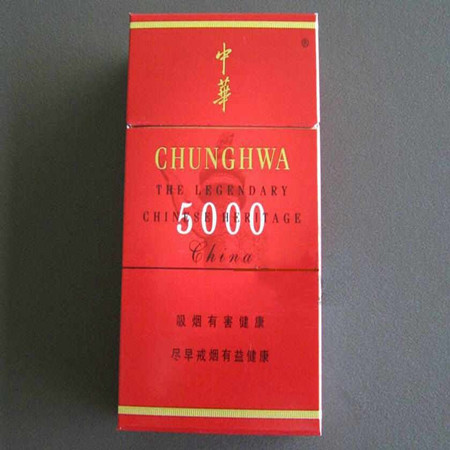 ®
中
華
CHUNGHWA
THE LEGENDARY
CHINESE HERITAGE
5000
China
吸烟有害健康
尽早戒烟有益健康